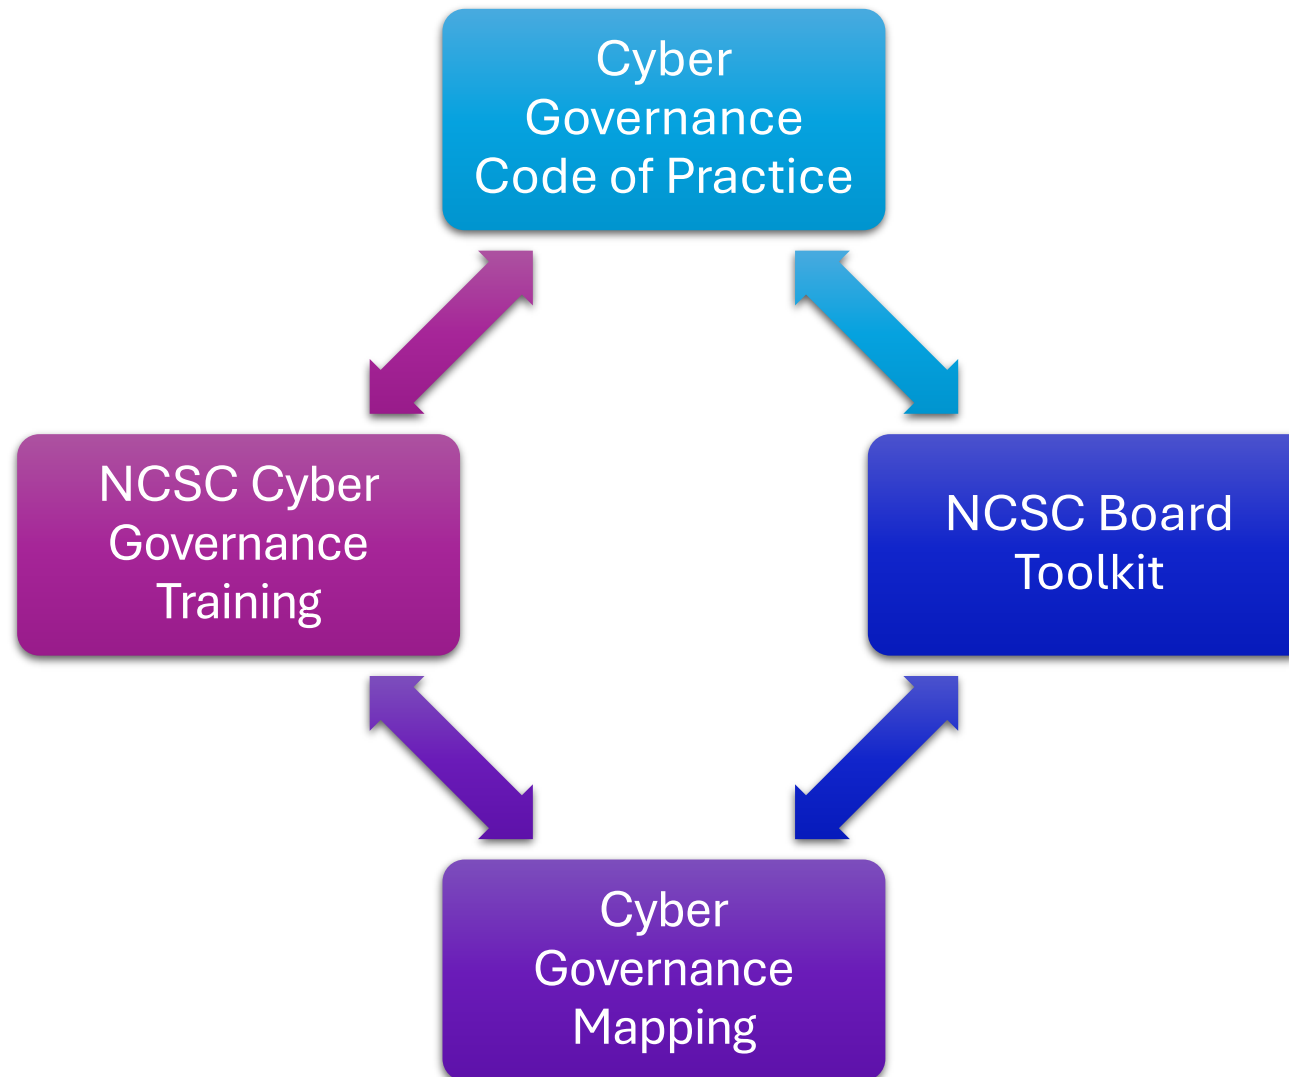 Cyber
Governance
Code of Practice
NCSC Cyber
Governance
Training
NCSC Board
Toolkit
Cyber
Governance
Mapping